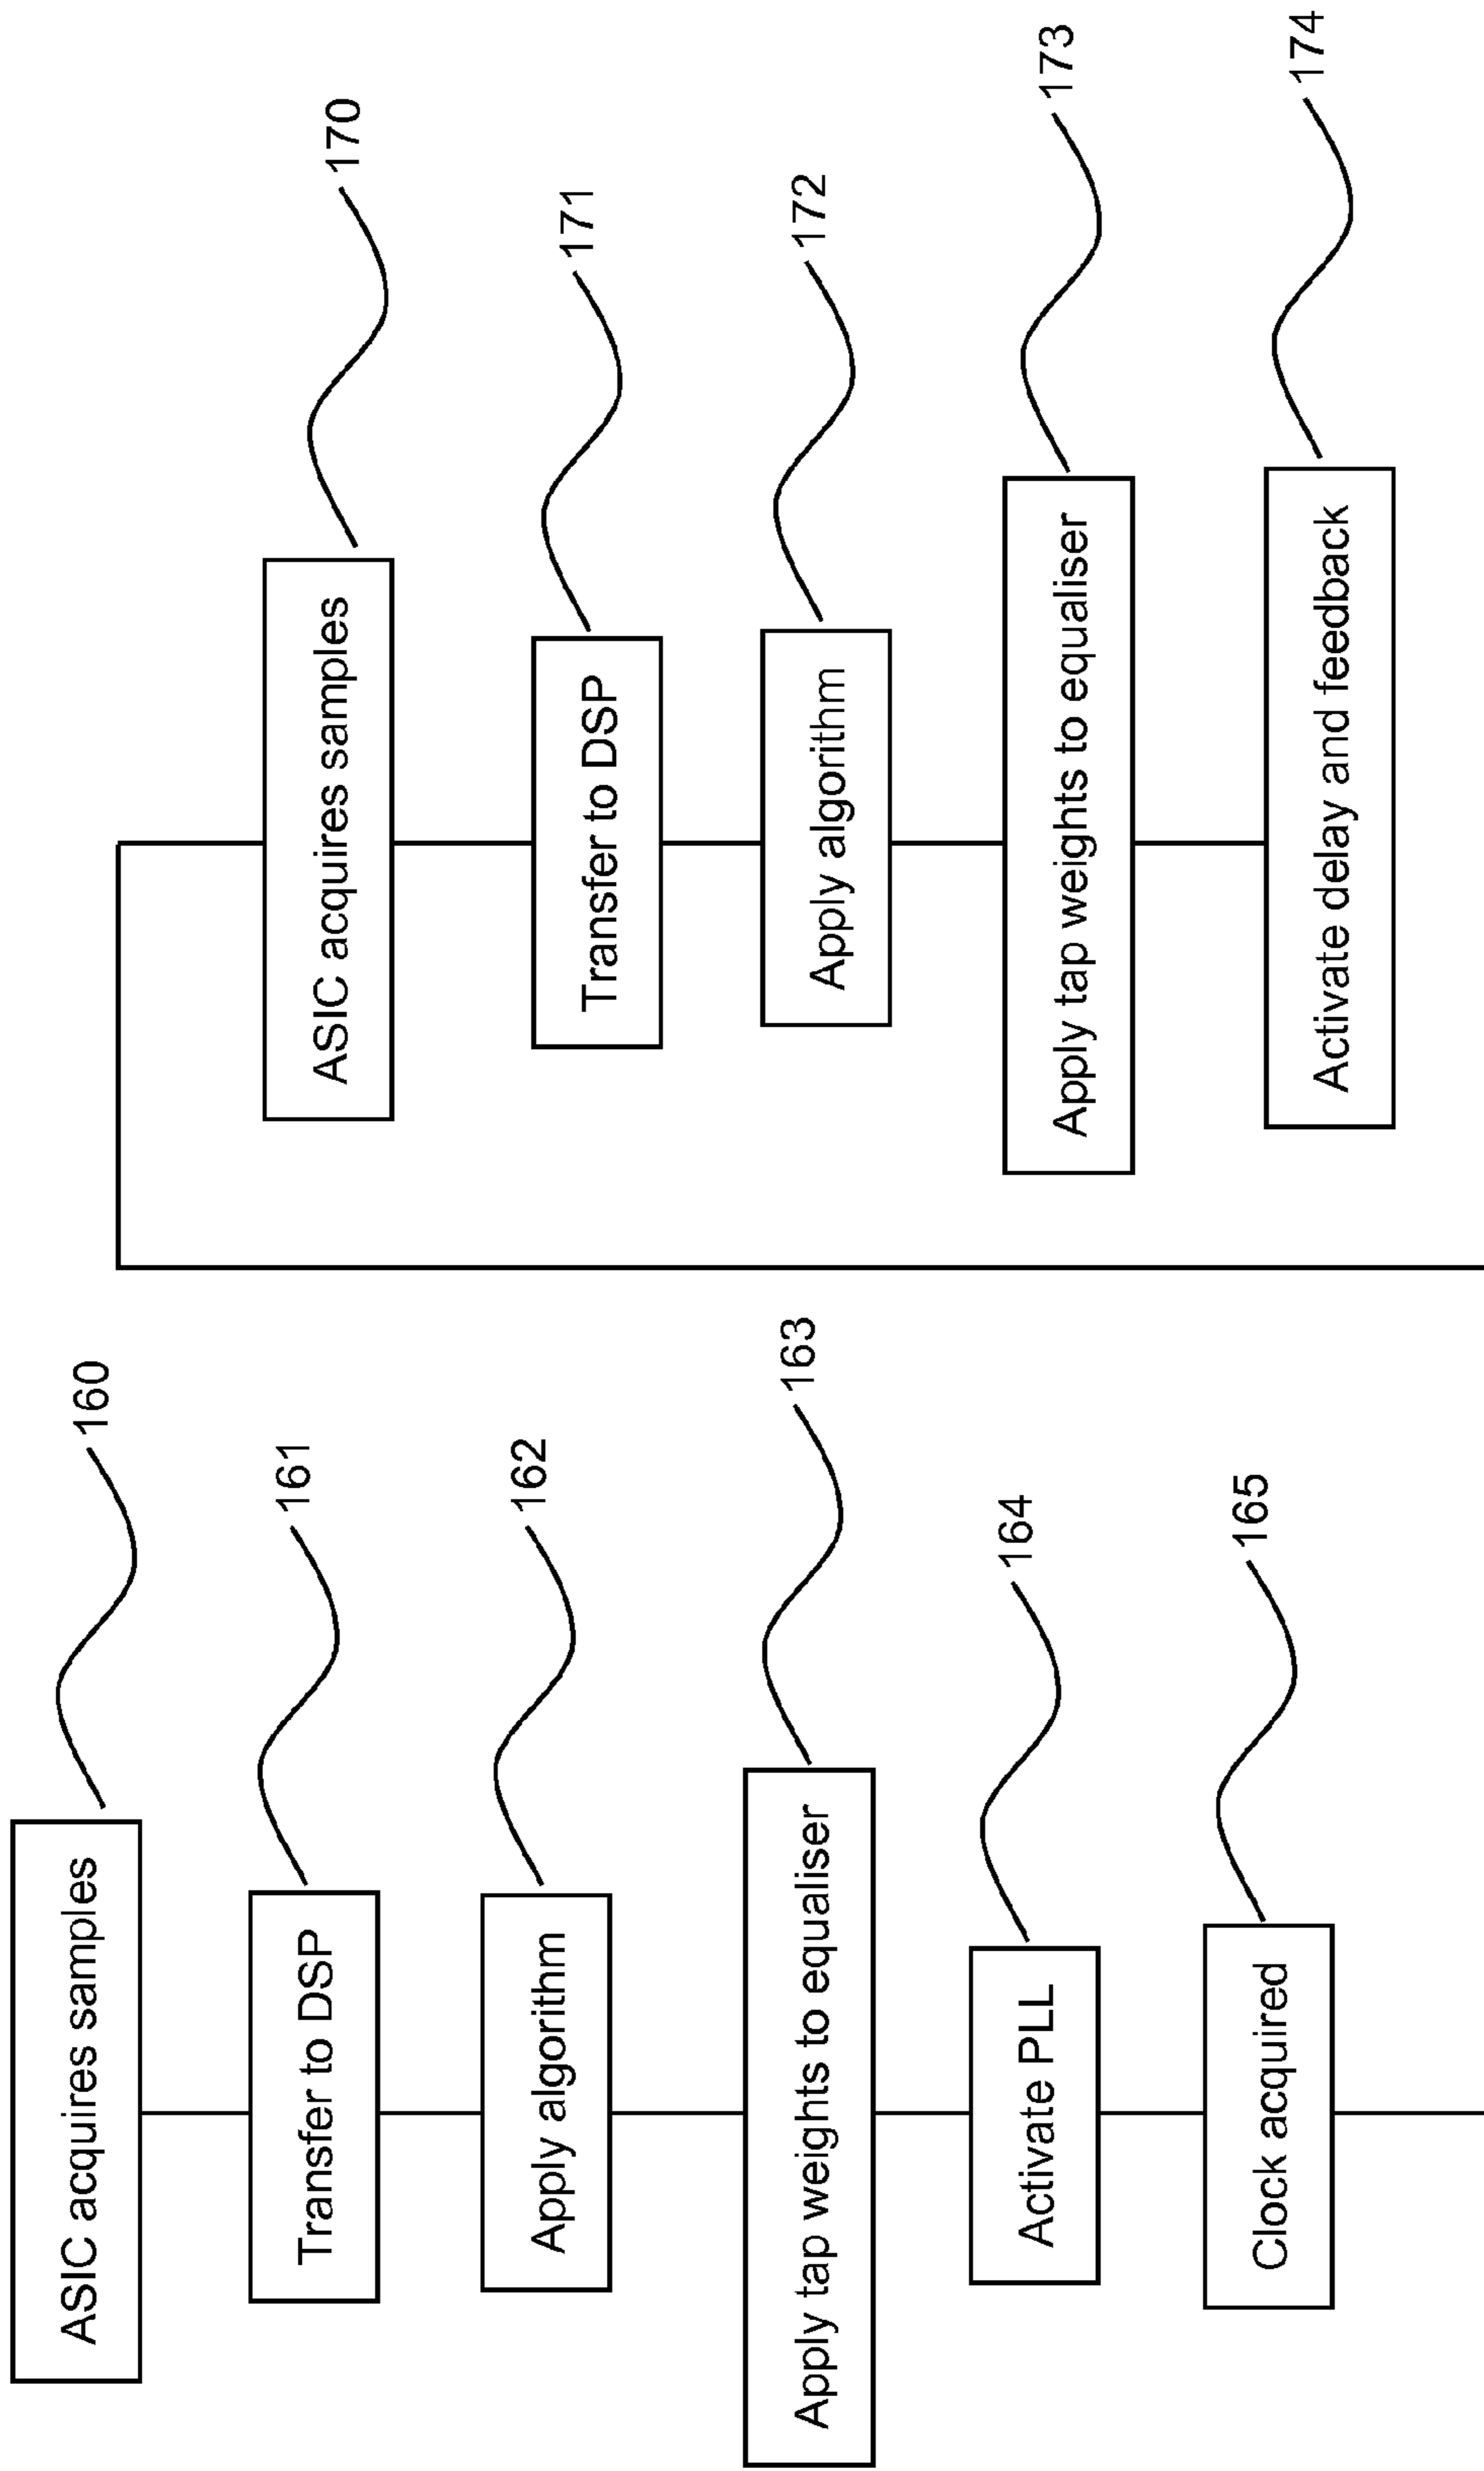 ASIC acquires samples
160
Transfer to DSP
161
Apply algorithm
162
Apply tap weights to equaliser
163
Activate PLL
164
Clock acquired
165
ASIC acquires samples
170
Transfer to DSP
171
Apply algorithm
172
Apply tap weights to equaliser
173
Activate delay and feedback
174